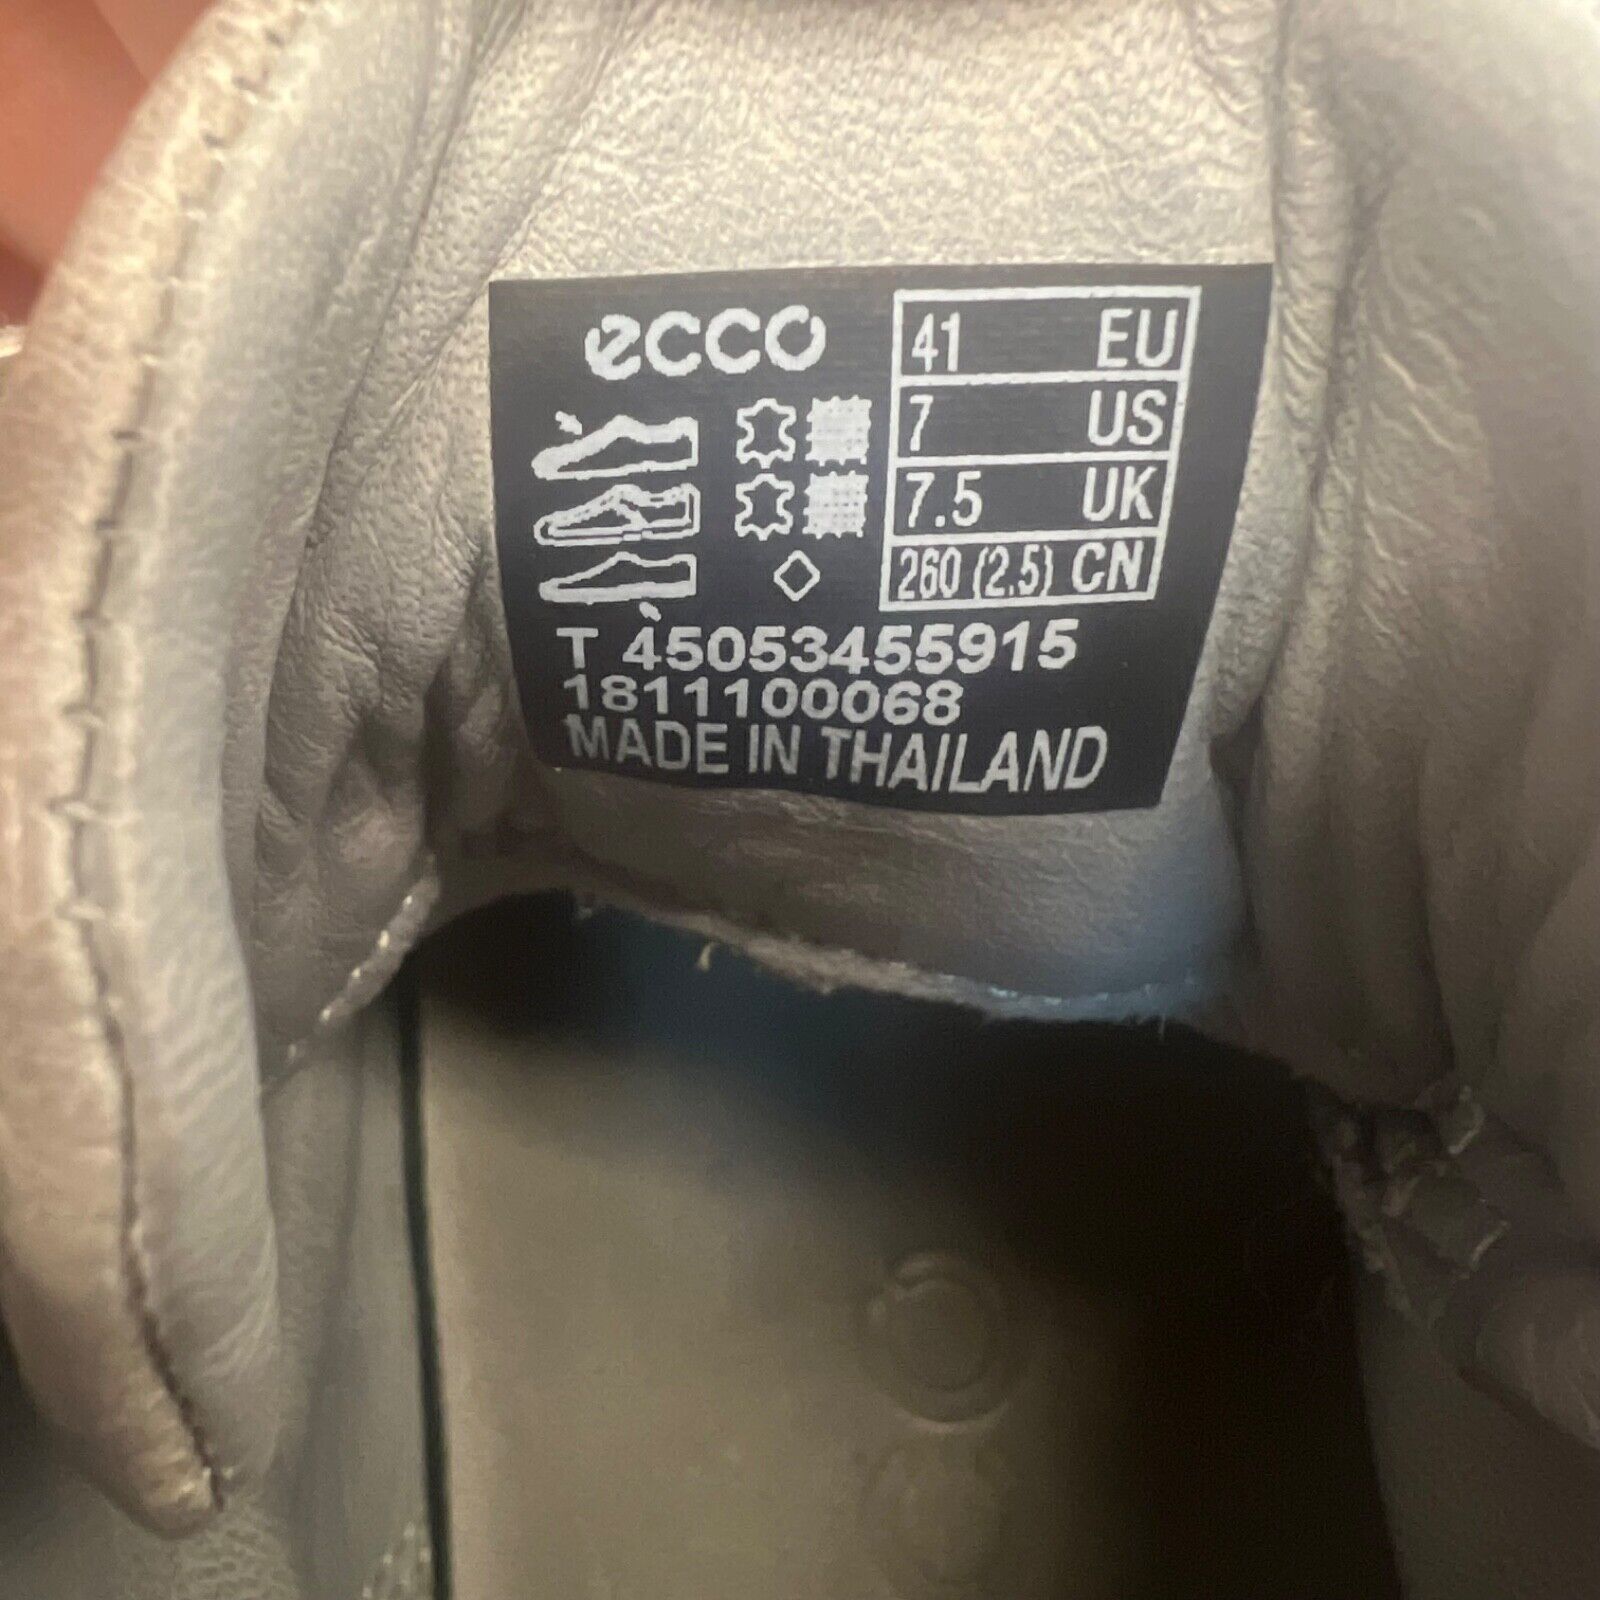 ecco
41 EU
7 US
7.5 UK
260 (2.5) CN
T 45053455915
1811100068
MADE IN THAILAND